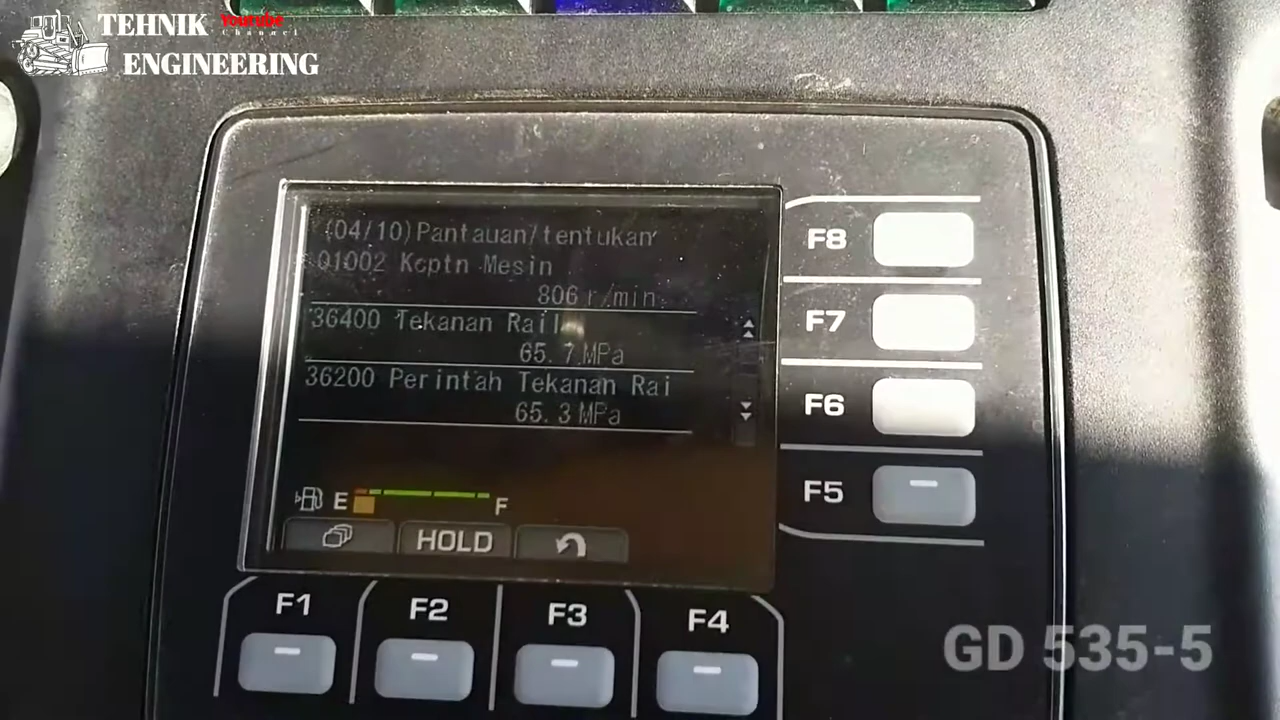 TEHNIK Youtube
Channel
ENGINEERING
(04/10)Pantauan/tentukan
01002 Kcptn Mesin
806 r/min
36400 Tekanan Rail
65.7 MPa
36200 Perintah Tekanan Rai
65.3 MPa
E F
HOLD
F8
F7
F6
F5
F1 F2 F3 F4
GD 535-5